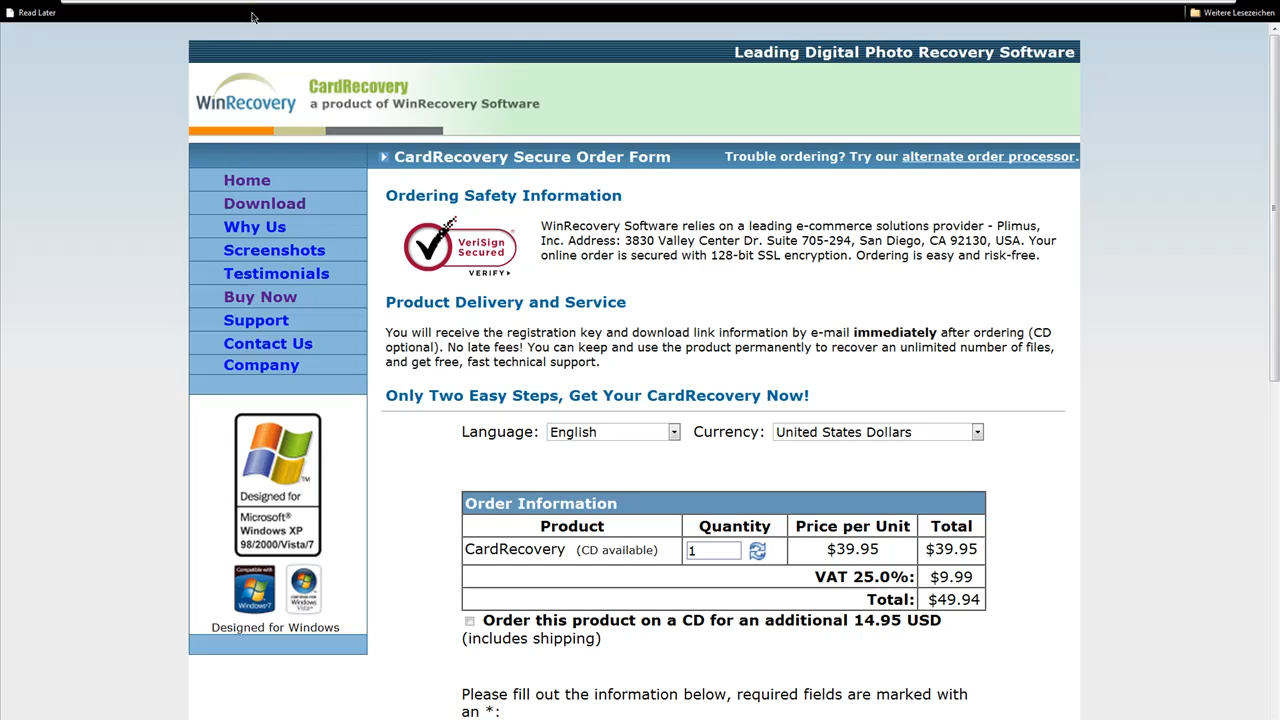 Read Later
Weitere Lesezeichen
Leading Digital Photo Recovery Software
WinRecovery
CardRecovery
a product of WinRecovery Software
CardRecovery Secure Order Form
Trouble ordering? Try our alternate order processor.
Home
Download
Why Us
Screenshots
Testimonials
Buy Now
Support
Contact Us
Company
Designed for
Microsoft®
Windows XP
98/2000/Vista/7
Designed for Windows
Ordering Safety Information
VeriSign
Secured
VERIFY
WinRecovery Software relies on a leading e-commerce solutions provider - Plimus,
Inc. Address: 3830 Valley Center Dr. Suite 705-294, San Diego, CA 92130, USA. Your
online order is secured with 128-bit SSL encryption. Ordering is easy and risk-free.
Product Delivery and Service
You will receive the registration key and download link information by e-mail immediately after ordering (CD
optional). No late fees! You can keep and use the product permanently to recover an unlimited number of files,
and get free, fast technical support.
Only Two Easy Steps, Get Your CardRecovery Now!
Language: English Currency: United States Dollars
Order Information
Product Quantity Price per Unit Total
CardRecovery (CD available) 1 $39.95 $39.95
VAT 25.0%: $9.99
Total: $49.94
Order this product on a CD for an additional 14.95 USD
(includes shipping)
Please fill out the information below, required fields are marked with
an *: